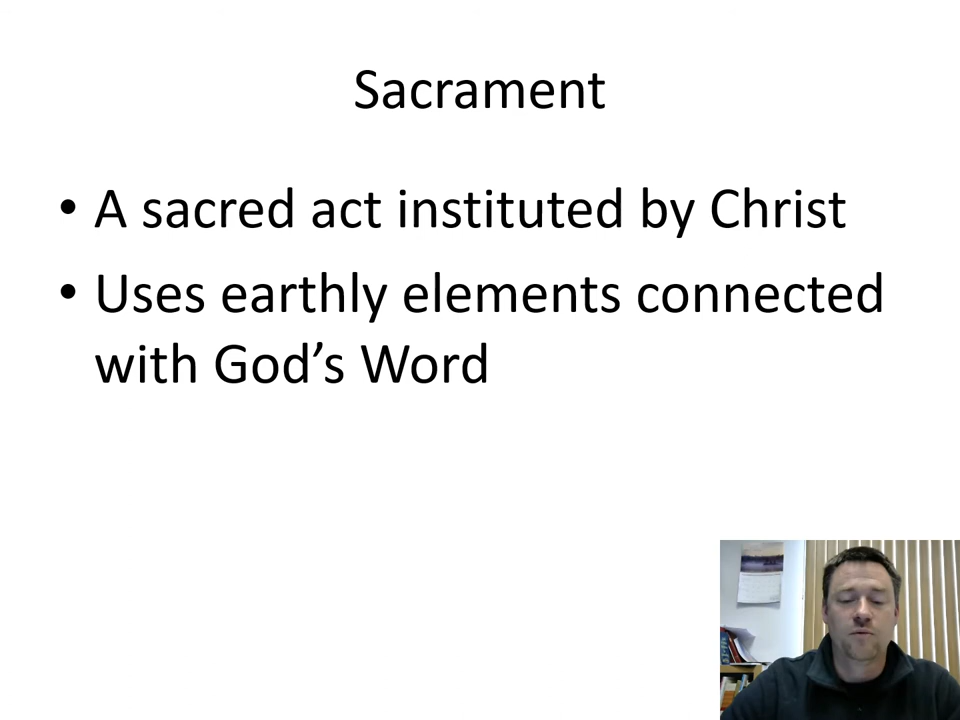 Sacrament
• A sacred act instituted by Christ
• Uses earthly elements connected
with God’s Word